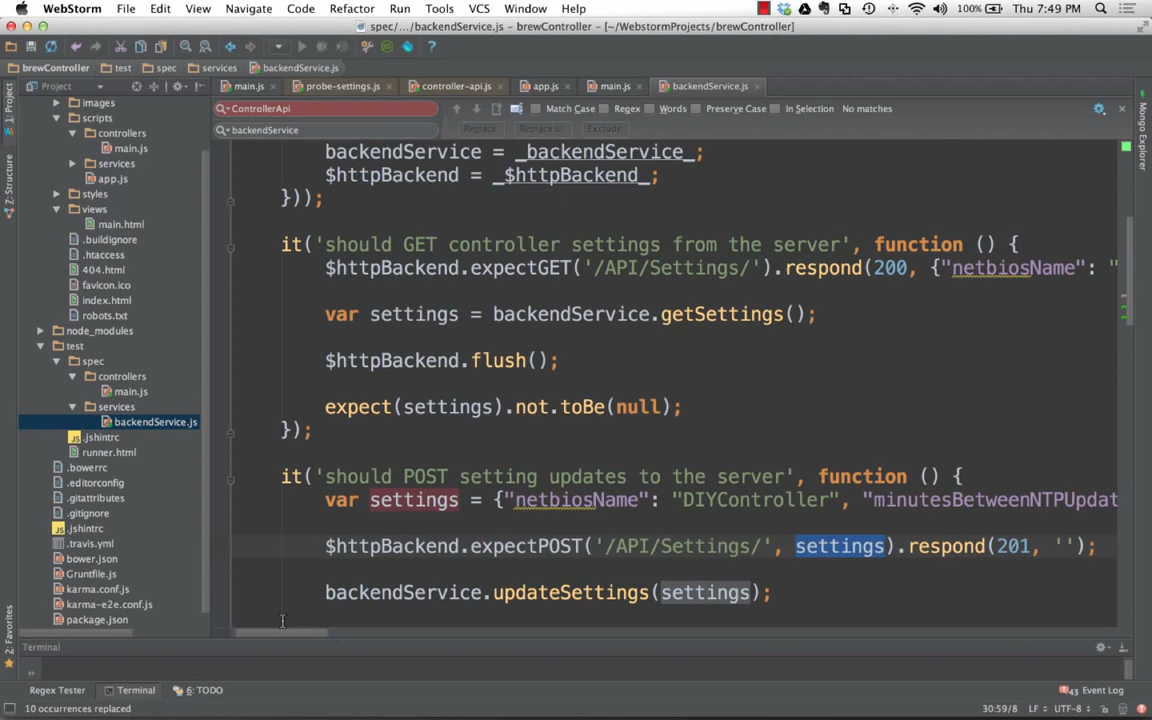 WebStorm File Edit View Navigate Code Refactor Run Tools VCS Window Help 100% Thu 7:49 PM
spec/.../backendService.js - brewController - [~/WebstormProjects/brewController]
brewController test spec services backendService.js
Project main.js probe-settings.js controller-api.js app.js main.js backendService.js
ControllerApi Match Case Regex Words Preserve Case In Selection No matches
backendService Replace Replace all Exclude
1: Project
Z: Structure
2: Favorites
images
scripts
controllers
main.js
services
app.js
styles
views
main.html
.buildignore
.htaccess
404.html
favicon.ico
index.html
robots.txt
node_modules
test
spec
controllers
main.js
services
backendService.js
.jshintrc
runner.html
.bowerrc
.editorconfig
.gitattributes
.gitignore
.jshintrc
.travis.yml
bower.json
Gruntfile.js
karma.conf.js
karma-e2e.conf.js
package.json
backendService = _backendService_;
$httpBackend = _$httpBackend_;
}));
it('should GET controller settings from the server', function () {
$httpBackend.expectGET('/API/Settings/').respond(200, {"netbiosName": "
var settings = backendService.getSettings();
$httpBackend.flush();
expect(settings).not.toBe(null);
});
it('should POST setting updates to the server', function () {
var settings = {"netbiosName": "DIYController", "minutesBetweenNTPUpdat
$httpBackend.expectPOST('/API/Settings/', settings).respond(201, '');
backendService.updateSettings(settings);
Mongo Explorer
Terminal
Regex Tester Terminal 6: TODO 43 Event Log
10 occurrences replaced 30:59/8 LF UTF-8